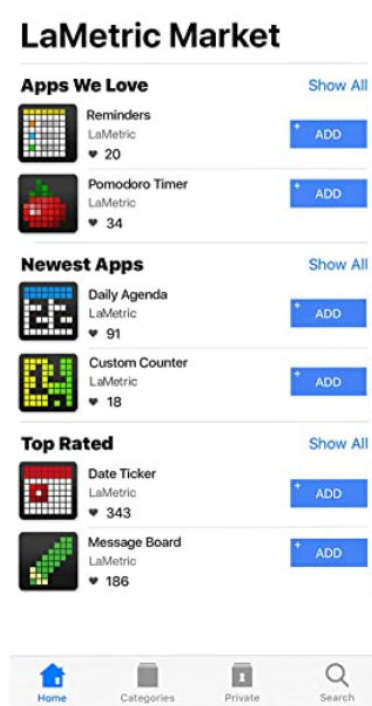 LaMetric Market
Apps We Love Show All
Reminders
LaMetric
20
+ ADD
Pomodoro Timer
LaMetric
34
+ ADD
Newest Apps Show All
Daily Agenda
LaMetric
91
+ ADD
Custom Counter
LaMetric
18
+ ADD
Top Rated Show All
Date Ticker
LaMetric
343
+ ADD
Message Board
LaMetric
186
+ ADD
Home Categories Private Search